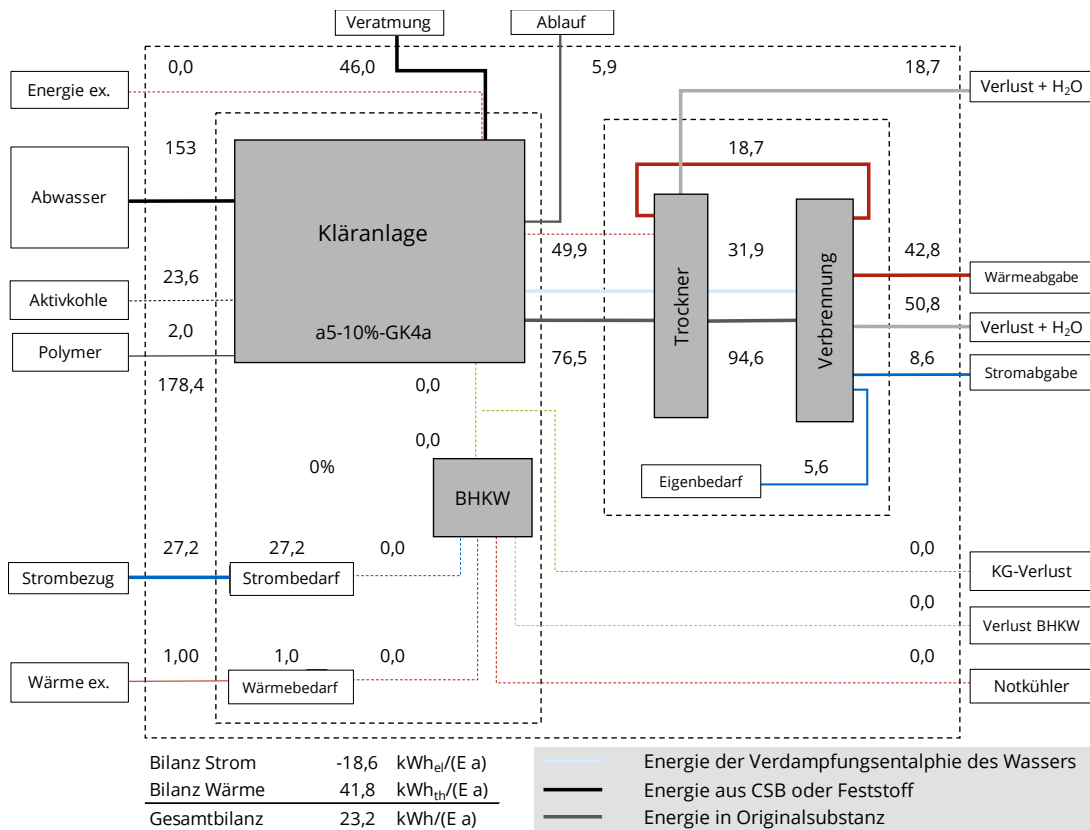 Veratmung
Ablauf
0,0
46,0
5,9
18,7
Energie ex.
Verlust + H₂O
153
18,7
Abwasser
Kläranlage
49,9
31,9
42,8
Trockner
Verbrennung
23,6
Wärmeabgabe
Aktivkohle
50,8
2,0
a5-10%-GK4a
Verlust + H₂O
Polymer
76,5
94,6
8,6
178,4
0,0
Stromabgabe
0,0
0%
5,6
Eigenbedarf
BHKW
27,2
27,2
0,0
0,0
Strombezug
Strombedarf
KG-Verlust
0,0
Verlust BHKW
1,00
1,0
0,0
0,0
Wärme ex.
Wärmebedarf
Notkühler
Bilanz Strom -18,6 kWhₑₗ/(E a)
Bilanz Wärme 41,8 kWhₜₕ/(E a)
Gesamtbilanz 23,2 kWh/(E a)
Energie der Verdampfungsentalphie des Wassers
Energie aus CSB oder Feststoff
Energie in Originalsubstanz